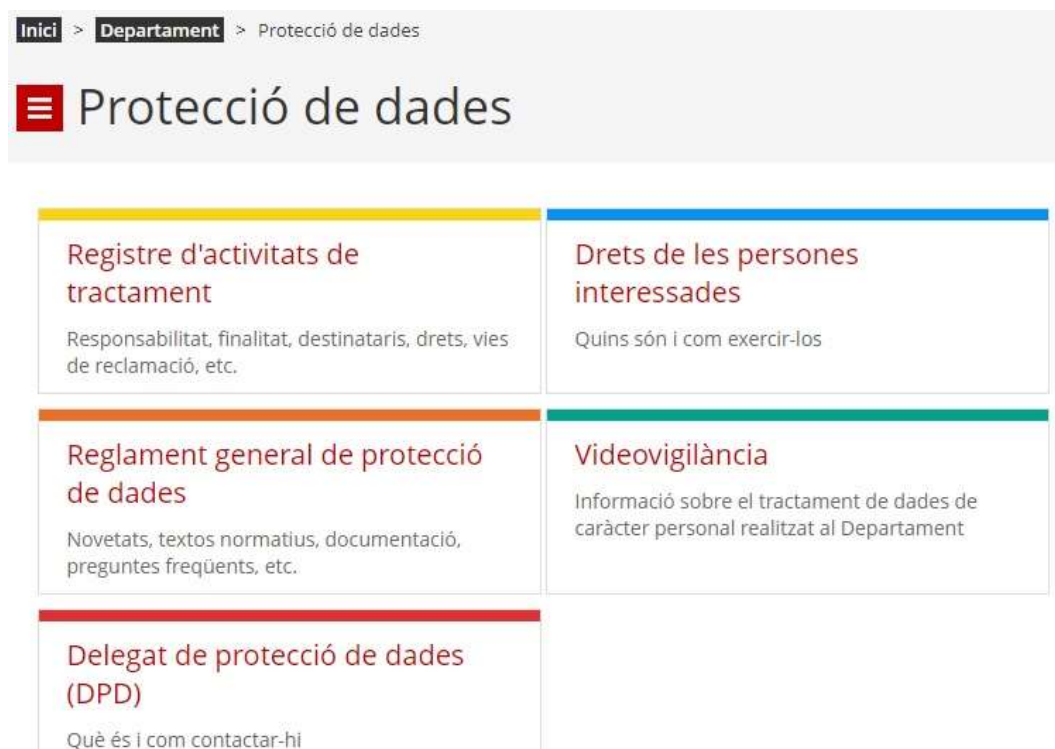 Inici > Departament > Protecció de dades
Protecció de dades
Registre d'activitats de
tractament
Responsabilitat, finalitat, destinataris, drets, vies
de reclamació, etc.
Drets de les persones
interessades
Quins són i com exercir-los
Reglament general de protecció
de dades
Novetats, textos normatius, documentació,
preguntes freqüents, etc.
Videovigilància
Informació sobre el tractament de dades de
caràcter personal realitzat al Departament
Delegat de protecció de dades
(DPD)
Què és i com contactar-hi